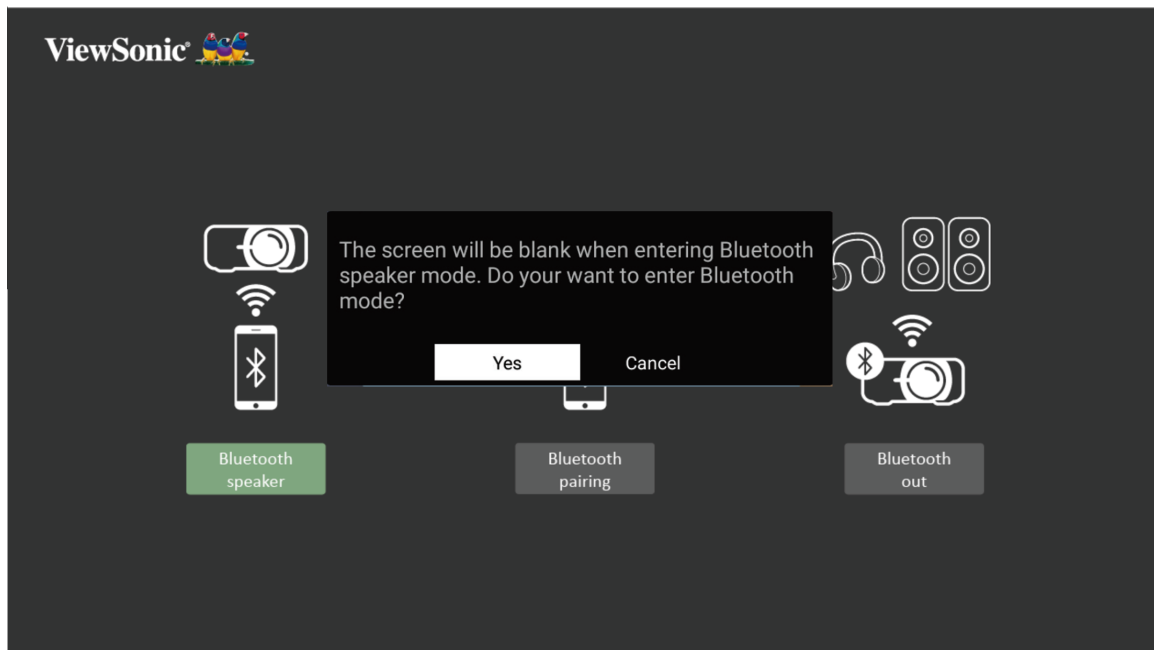 ViewSonic®
The screen will be blank when entering Bluetooth
speaker mode. Do your want to enter Bluetooth
mode?
Yes
Cancel
Bluetooth
speaker
Bluetooth
pairing
Bluetooth
out